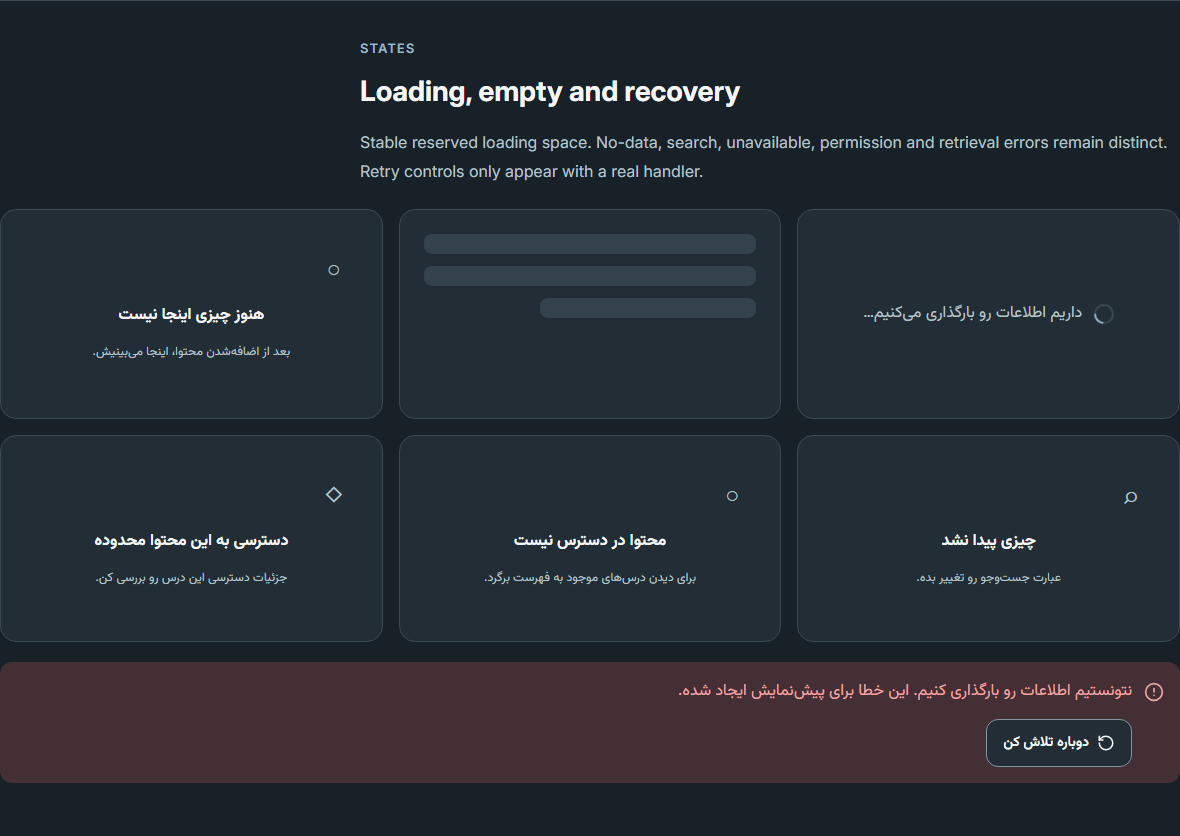 STATES
Loading, empty and recovery
Stable reserved loading space. No-data, search, unavailable, permission and retrieval errors remain distinct.
Retry controls only appear with a real handler.
داریم اطلاعات رو بارگذاری می‌کنیم…
هنوز چیزی اینجا نیست
بعد از اضافه‌شدن محتوا، اینجا می‌بینیش.
چیزی پیدا نشد
عبارت جست‌وجو رو تغییر بده.
محتوا در دسترس نیست
برای دیدن درس‌های موجود به فهرست برگرد.
دسترسی به این محتوا محدوده
جزئیات دسترسی این درس رو بررسی کن.
نتونستیم اطلاعات رو بارگذاری کنیم. این خطا برای پیش‌نمایش ایجاد شده.
دوباره تلاش کن